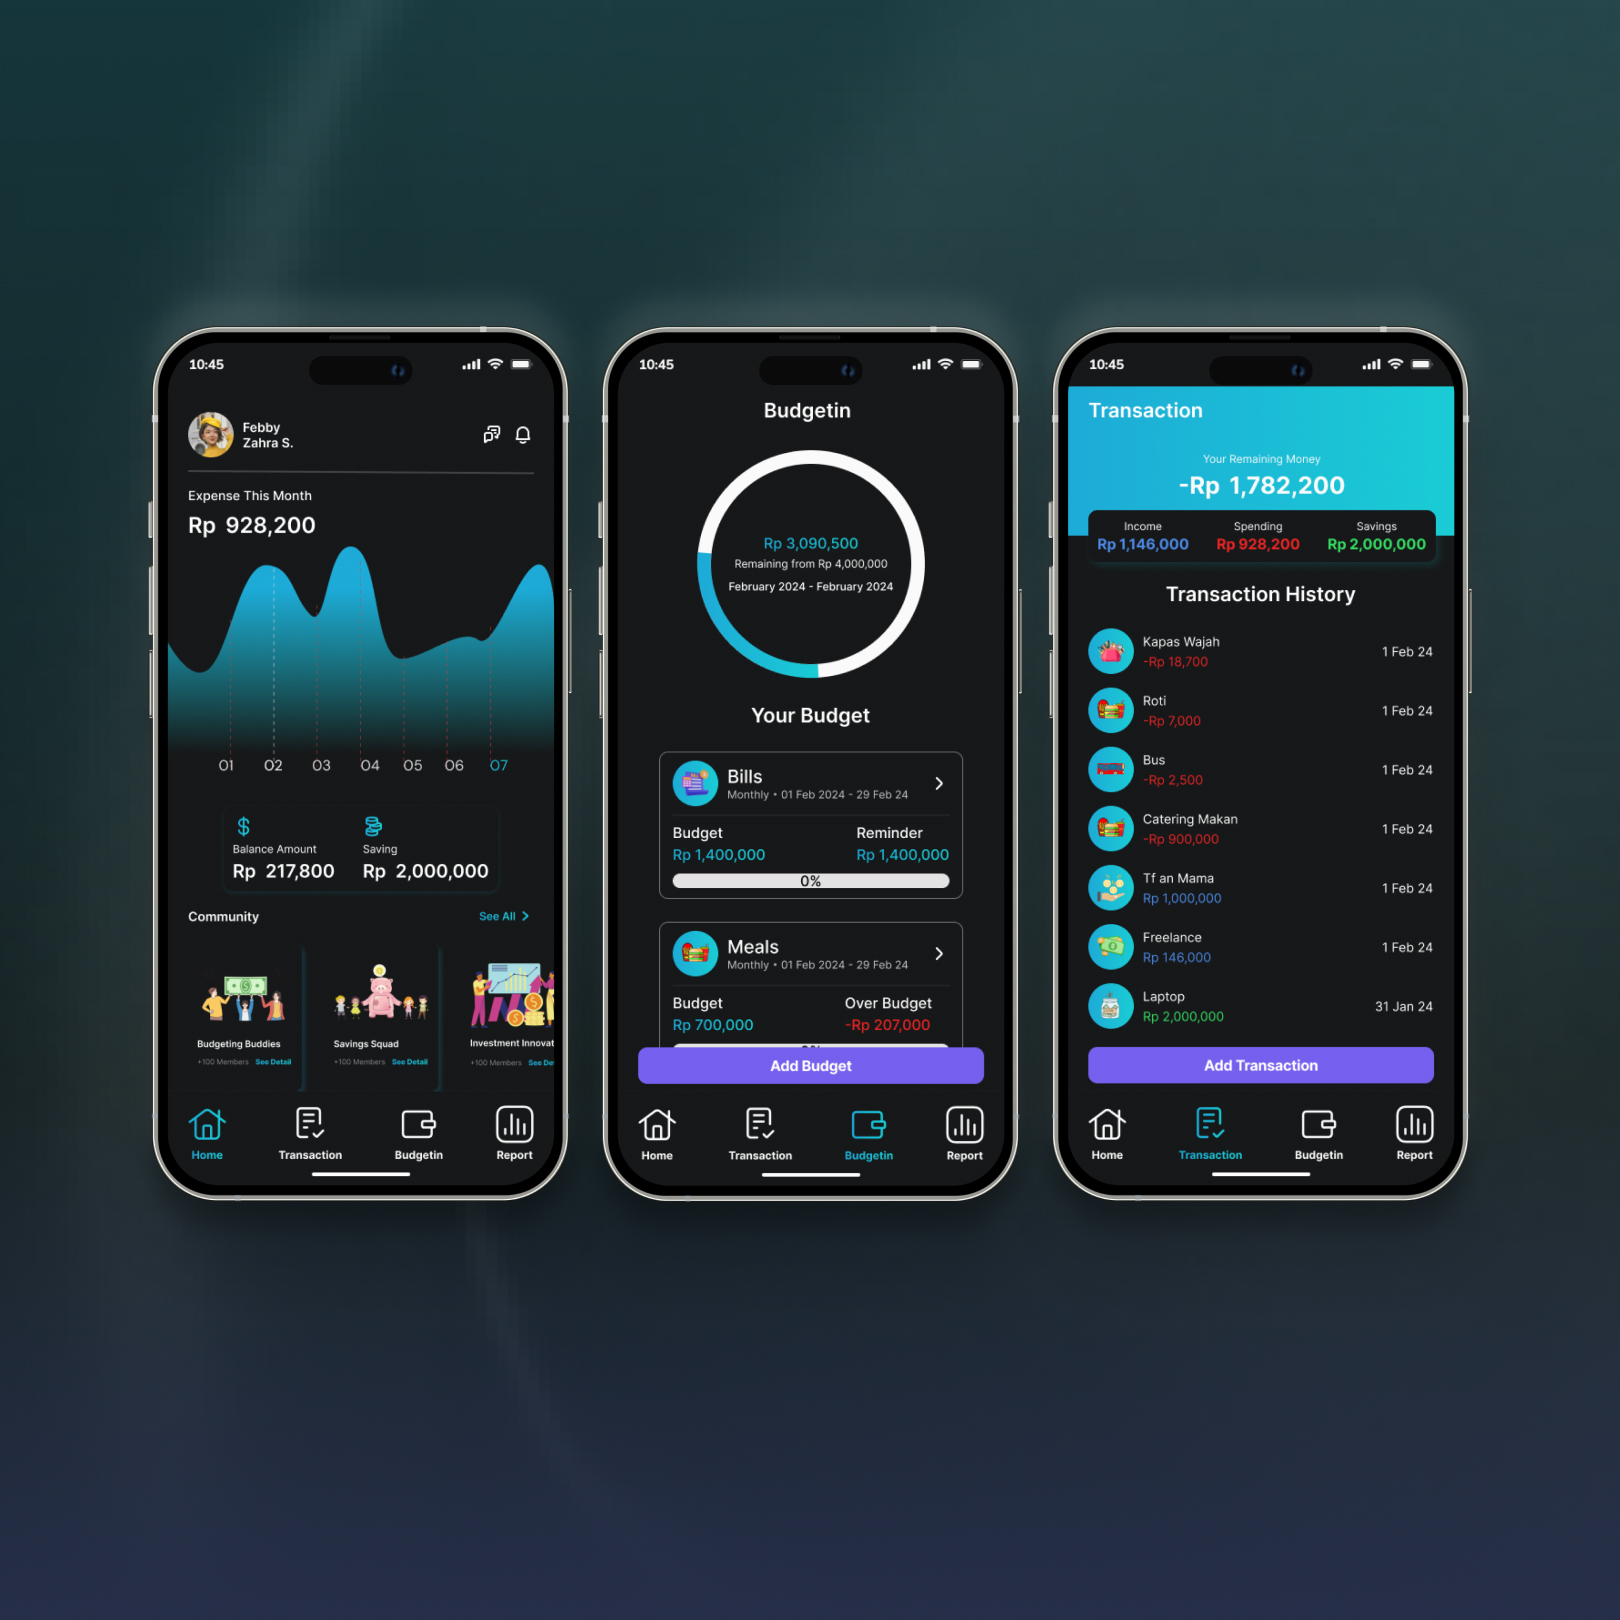 10:45
Febby
Zahra S.
Expense This Month
Rp 928,200
01 02 03 04 05 06 07
Balance Amount Saving
Rp 217,800 Rp 2,000,000
Community See All
Budgeting Buddies Savings Squad Investment Innovat
+100 Members See Detail +100 Members See Detail +100 Members See De
Home Transaction Budgetin Report
10:45
Budgetin
Rp 3,090,500
Remaining from Rp 4,000,000
February 2024 - February 2024
Your Budget
Bills
Monthly • 01 Feb 2024 - 29 Feb 24
Budget Reminder
Rp 1,400,000 Rp 1,400,000
0%
Meals
Monthly • 01 Feb 2024 - 29 Feb 24
Budget Over Budget
Rp 700,000 -Rp 207,000
Add Budget
Home Transaction Budgetin Report
10:45
Transaction
Your Remaining Money
-Rp 1,782,200
Income Spending Savings
Rp 1,146,000 Rp 928,200 Rp 2,000,000
Transaction History
Kapas Wajah
-Rp 18,700
1 Feb 24
Roti
-Rp 7,000
1 Feb 24
Bus
-Rp 2,500
1 Feb 24
Catering Makan
-Rp 900,000
1 Feb 24
Tf an Mama
Rp 1,000,000
1 Feb 24
Freelance
Rp 146,000
1 Feb 24
Laptop
Rp 2,000,000
31 Jan 24
Add Transaction
Home Transaction Budgetin Report